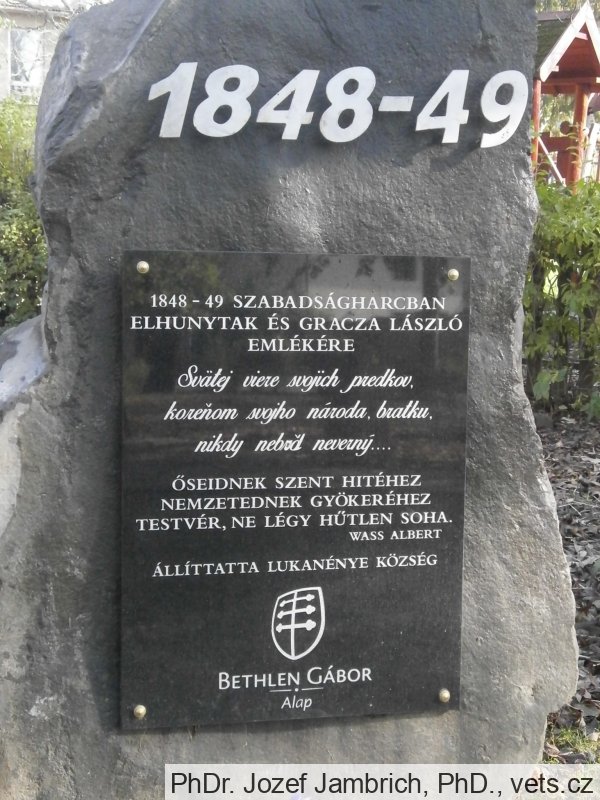 1848-49
1848 - 49 SZABADSÁGHARCBAN
ELHUNYTAK ÉS GRACZA LÁSZLÓ
EMLÉKÉRE
Svätej viere svojich predkov,
koreňom svojho národa, bratku,
nikdy nebuď neverný....
ŐSEIDNEK SZENT HITÉHEZ
NEMZETEDNEK GYÖKERÉHEZ
TESTVÉR, NE LÉGY HŰTLEN SOHA.
WASS ALBERT
ÁLLÍTTATTA LUKANÉNYE KÖZSÉG
BETHLEN GÁBOR
Alap
PhDr. Jozef Jambrich, PhD., vets.cz